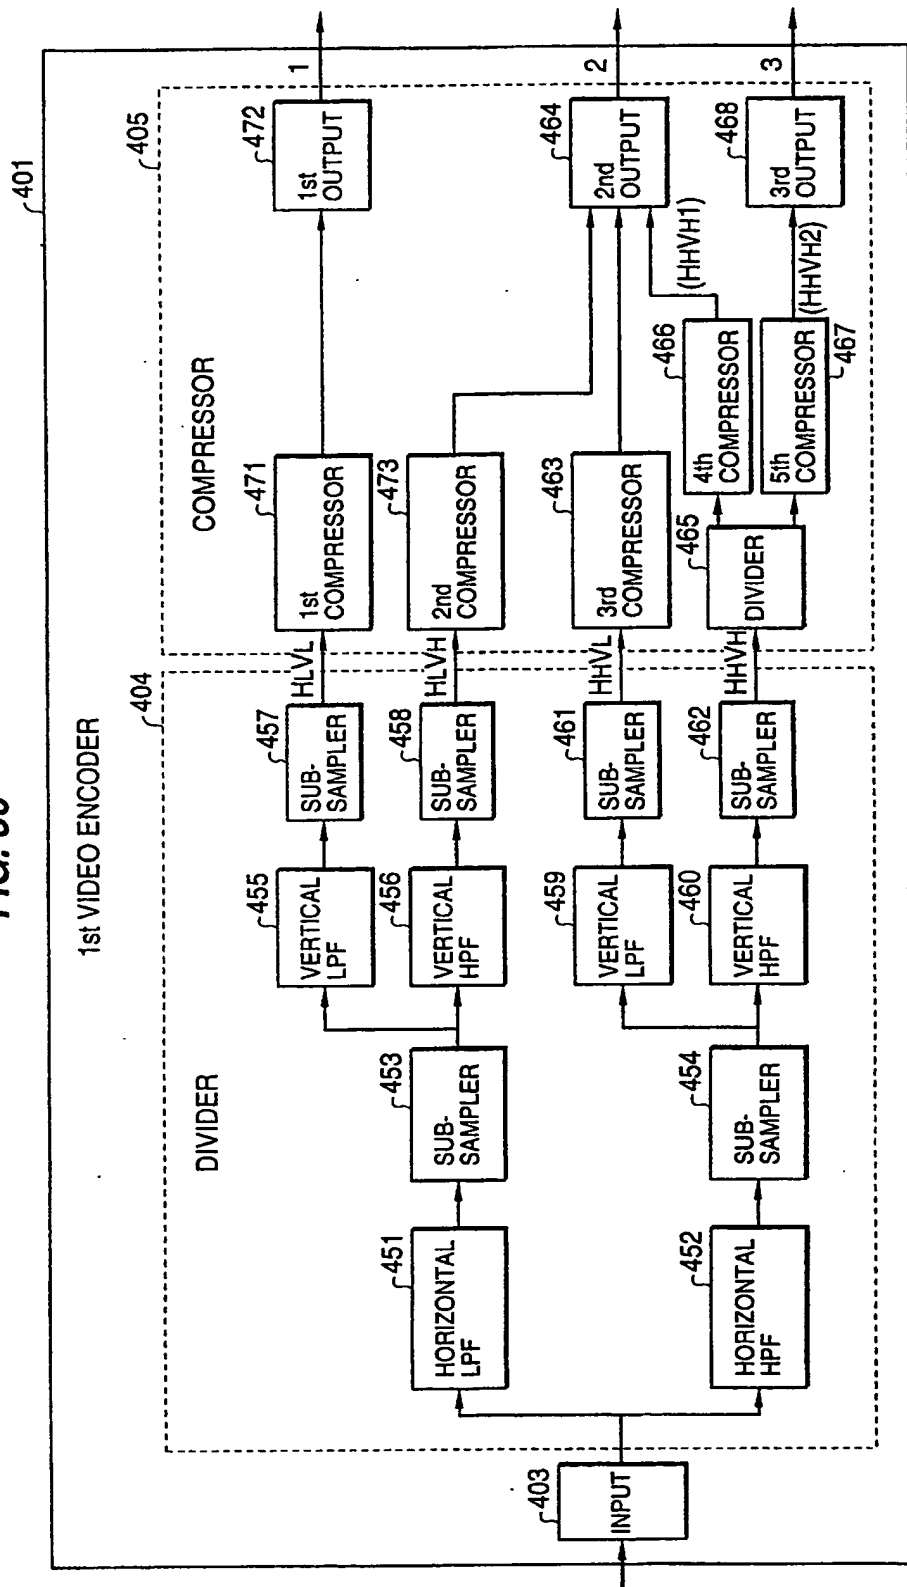 1st VIDEO ENCODER
401
403
INPUT
DIVIDER
404
451
HORIZONTAL
LPF
452
HORIZONTAL
HPF
453
SUB-
SAMPLER
454
SUB-
SAMPLER
455
VERTICAL
LPF
456
VERTICAL
HPF
459
VERTICAL
LPF
460
VERTICAL
HPF
457
SUB-
SAMPLER
458
SUB-
SAMPLER
461
SUB-
SAMPLER
462
SUB-
SAMPLER
HLVL
HLVH
HHVL
HHVH
COMPRESSOR
405
471
1st
COMPRESSOR
473
2nd
COMPRESSOR
463
3rd
COMPRESSOR
465
DIVIDER
466
4th
COMPRESSOR
5th
COMPRESSOR
467
(HHVH1)
(HHVH2)
472
1st
OUTPUT
464
2nd
OUTPUT
468
3rd
OUTPUT
1
2
3